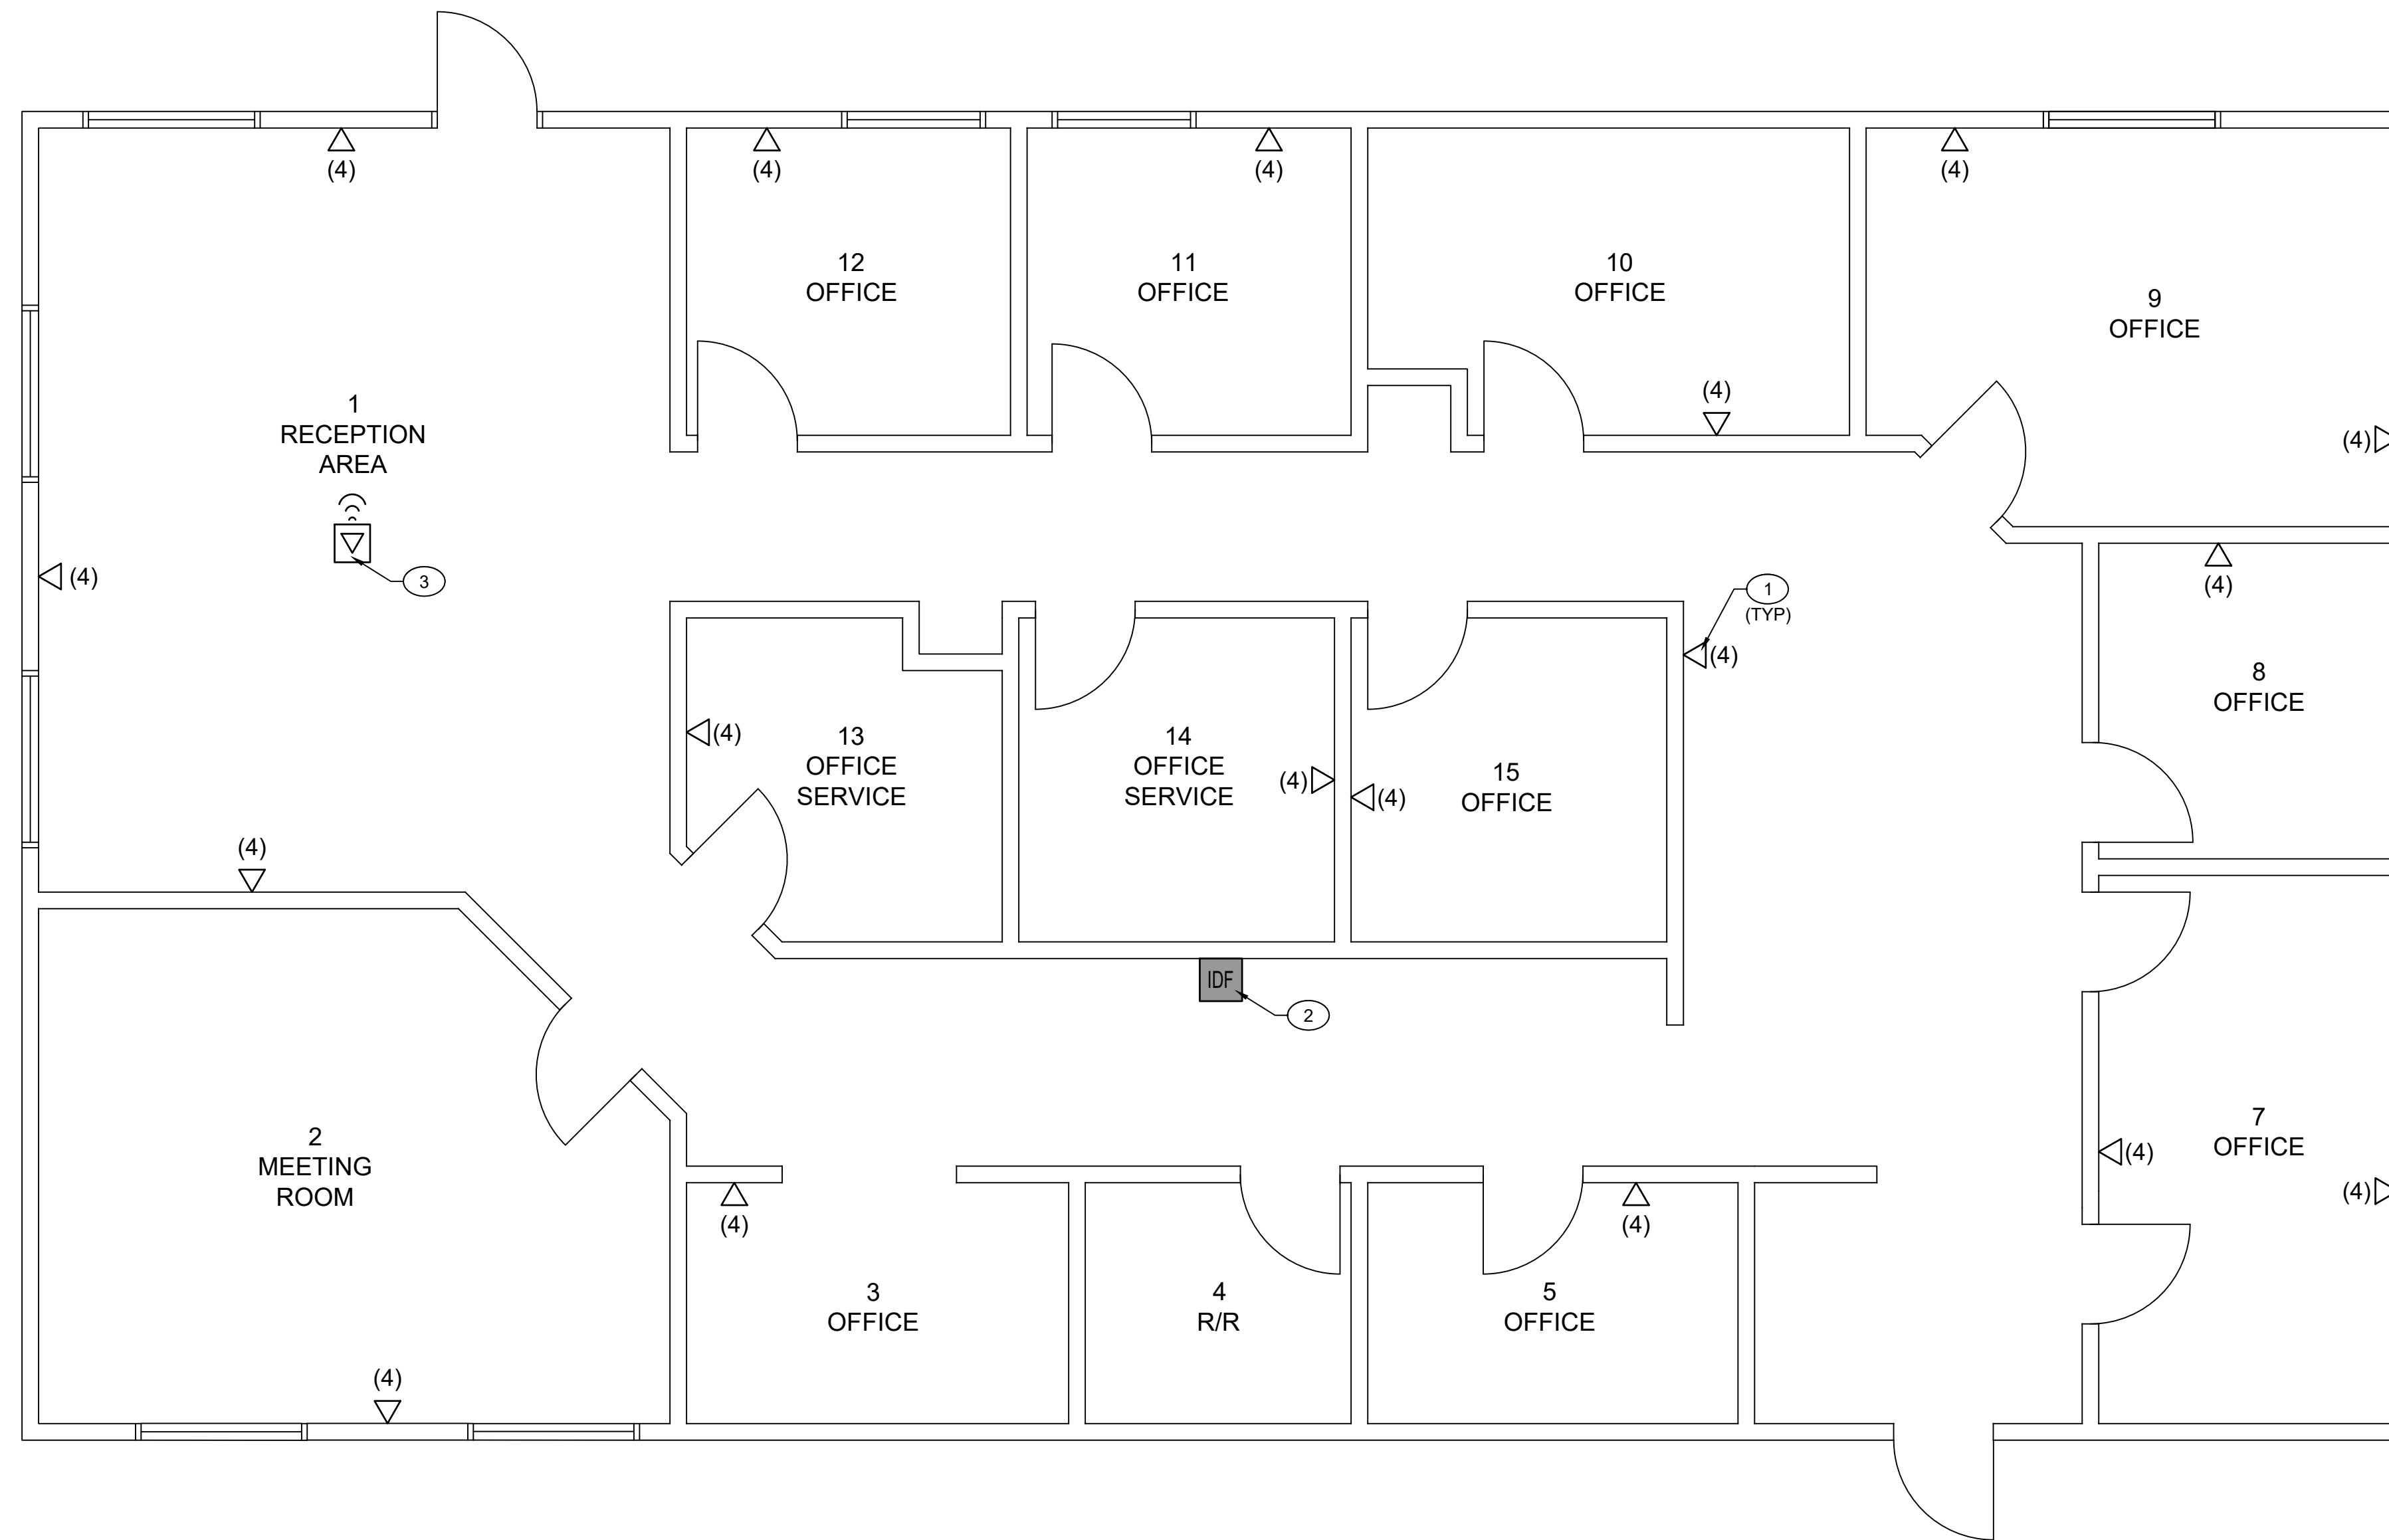 (4)
(4)
(4)
(4)
12
OFFICE
11
OFFICE
10
OFFICE
9
OFFICE
(4)
1
RECEPTION
AREA
(4)
3
(4)
(4)
1
(TYP)
(4)
8
OFFICE
(4)
13
OFFICE
SERVICE
14
OFFICE
SERVICE
(4)
(4)
15
OFFICE
(4)
IDF
2
2
MEETING
ROOM
7
OFFICE
(4)
(4)
(4)
(4)
3
OFFICE
4
R/R
5
OFFICE
(4)